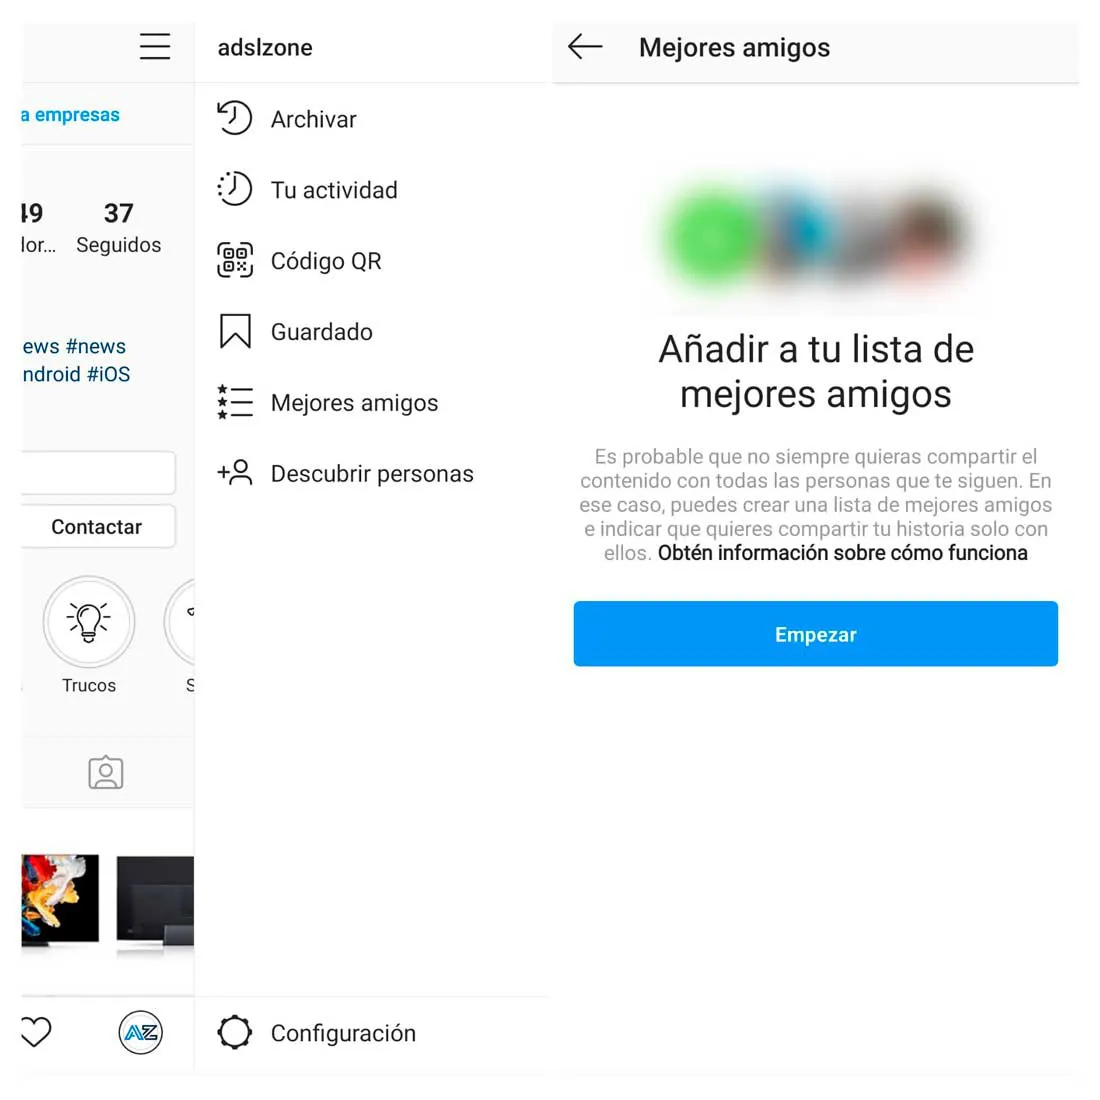 a empresas
49 37
dor... Seguidos
ews #news
ndroid #iOS
Contactar
Trucos
S
AZ
adslzone
Archivar
Tu actividad
Código QR
Guardado
Mejores amigos
Descubrir personas
Configuración
Mejores amigos
Añadir a tu lista de
mejores amigos
Es probable que no siempre quieras compartir el
contenido con todas las personas que te siguen. En
ese caso, puedes crear una lista de mejores amigos
e indicar que quieres compartir tu historia solo con
ellos. Obtén información sobre cómo funciona
Empezar